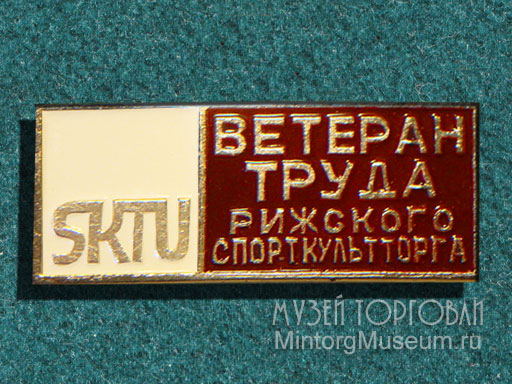 SKTU
ВЕТЕРАН
ТРУДА
РИЖСКОГО
СПОРТКУЛЬТТОРГА
МУЗЕЙ ТОРГОВЛИ
MintorgMuseum.ru